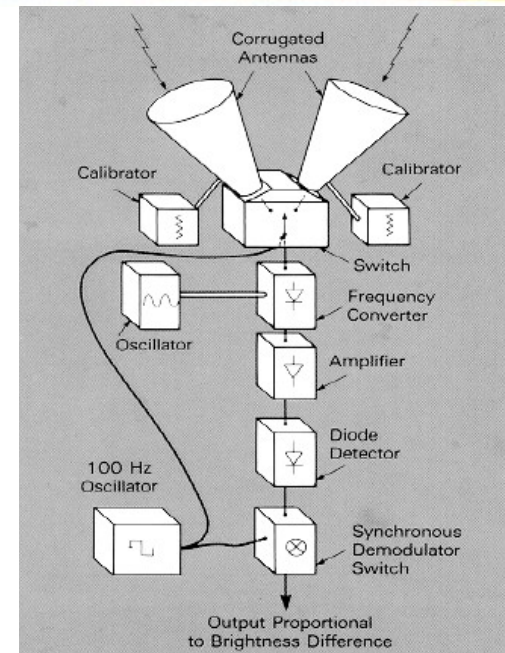 Corrugated
Antennas
Calibrator
Calibrator
Switch
Frequency
Converter
Oscillator
Amplifier
Diode
Detector
100 Hz
Oscillator
Synchronous
Demodulator
Switch
Output Proportional
to Brightness Difference